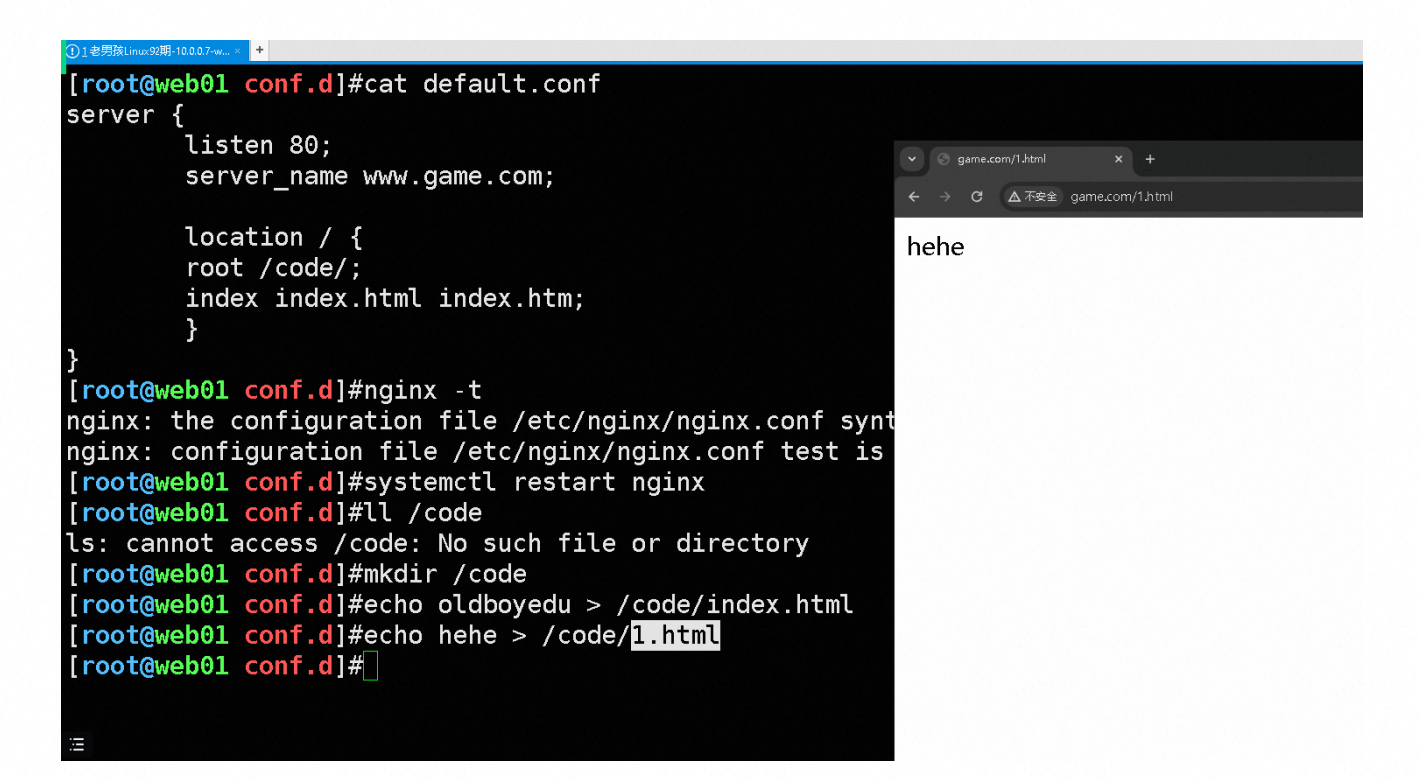 1 老男孩Linux92期-10.0.0.7-w... × +
[root@web01 conf.d]#cat default.conf
server {
listen 80;
server_name www.game.com;
location / {
root /code/;
index index.html index.htm;
}
}
[root@web01 conf.d]#nginx -t
nginx: the configuration file /etc/nginx/nginx.conf synt
nginx: configuration file /etc/nginx/nginx.conf test is
[root@web01 conf.d]#systemctl restart nginx
[root@web01 conf.d]#ll /code
ls: cannot access /code: No such file or directory
[root@web01 conf.d]#mkdir /code
[root@web01 conf.d]#echo oldboyedu > /code/index.html
[root@web01 conf.d]#echo hehe > /code/1.html
[root@web01 conf.d]#
game.com/1.html × +
不安全 game.com/1.html
hehe